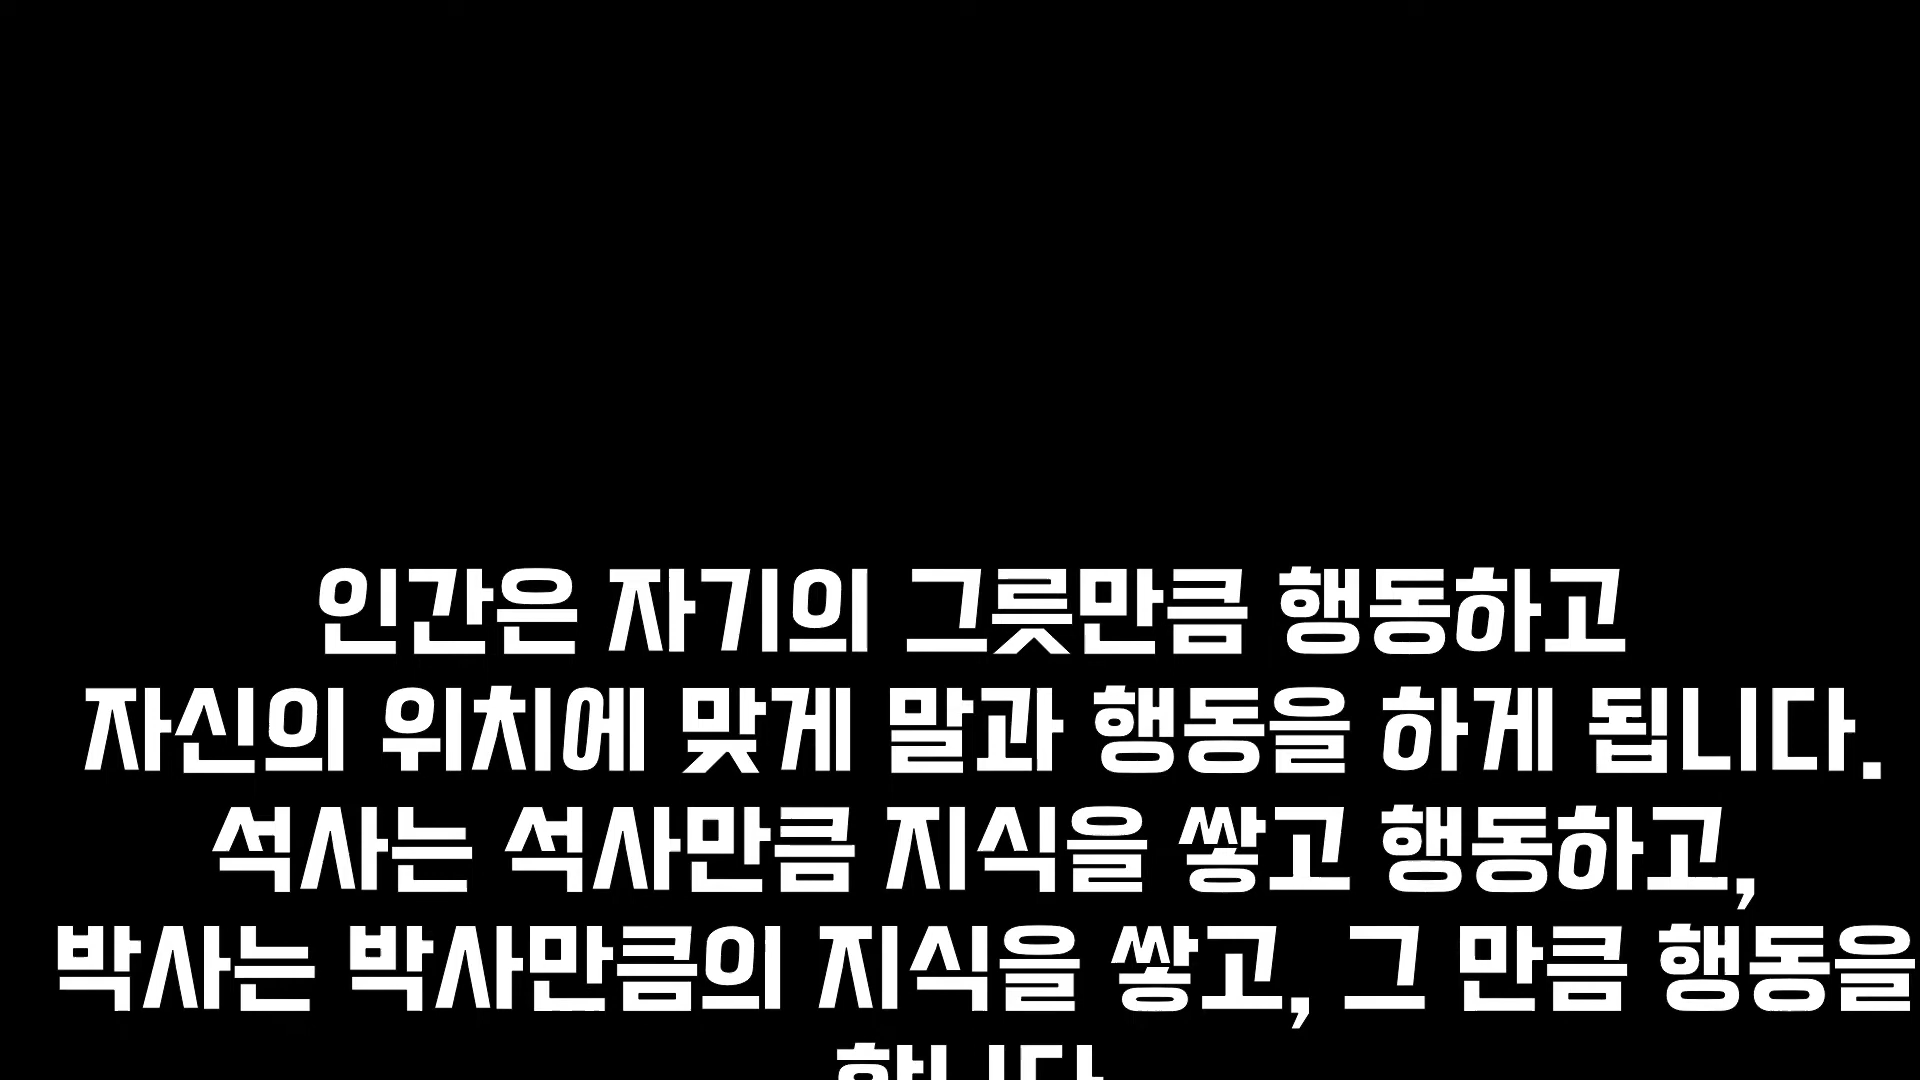 인간은 자기의 그릇만큼 행동하고
자신의 위치에 맞게 말과 행동을 하게 됩니다.
석사는 석사만큼 지식을 쌓고 행동하고,
박사는 박사만큼의 지식을 쌓고, 그 만큼 행동을